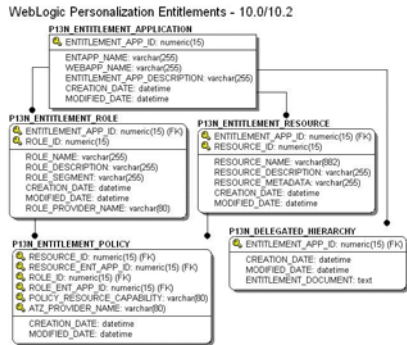 WebLogic Personalization Entitlements - 10.0/10.2
P13N_ENTITLEMENT_APPLICATION
ENTITLEMENT_APP_ID: numeric(15)
ENTAPP_NAME: varchar(255)
WEBAPP_NAME: varchar(255)
ENTITLEMENT_APP_DESCRIPTION: varchar(255)
CREATION_DATE: datetime
MODIFIED_DATE: datetime
P13N_ENTITLEMENT_ROLE
ENTITLEMENT_APP_ID: numeric(15) (FK)
ROLE_ID: numeric(15)
ROLE_NAME: varchar(255)
ROLE_DESCRIPTION: varchar(255)
ROLE_SEGMENT: varchar(255)
CREATION_DATE: datetime
MODIFIED_DATE: datetime
ROLE_PROVIDER_NAME: varchar(80)
P13N_ENTITLEMENT_RESOURCE
ENTITLEMENT_APP_ID: numeric(15) (FK)
RESOURCE_ID: numeric(15)
RESOURCE_NAME: varchar(982)
RESOURCE_DESCRIPTION: varchar(255)
RESOURCE_METADATA: varchar(255)
CREATION_DATE: datetime
MODIFIED_DATE: datetime
P13N_ENTITLEMENT_POLICY
RESOURCE_ID: numeric(15) (FK)
RESOURCE_ENT_APP_ID: numeric(15) (FK)
ROLE_ID: numeric(15) (FK)
ROLE_ENT_APP_ID: numeric(15) (FK)
POLICY_RESOURCE_CAPABILITY: varchar(80)
ATZ_PROVIDER_NAME: varchar(80)
CREATION_DATE: datetime
MODIFIED_DATE: datetime
P13N_DELEGATED_HIERARCHY
ENTITLEMENT_APP_ID: numeric(15) (FK)
CREATION_DATE: datetime
MODIFIED_DATE: datetime
ENTITLEMENT_DOCUMENT: text